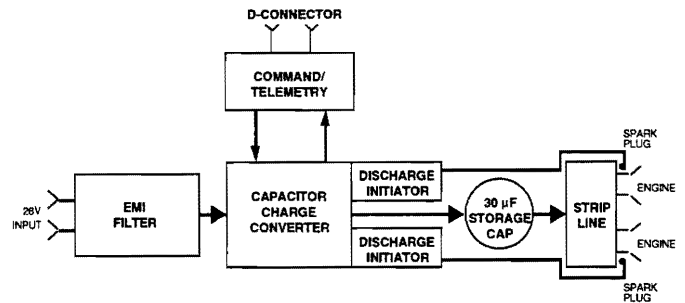 D-CONNECTOR
COMMAND/
TELEMETRY
SPARK
PLUG
DISCHARGE
INITIATOR
28V
INPUT
EMI
FILTER
CAPACITOR
CHARGE
CONVERTER
30 µF
STORAGE
CAP
STRIP
LINE
ENGINE
ENGINE
DISCHARGE
INITIATOR
SPARK
PLUG